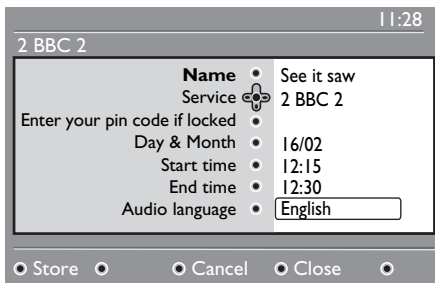 11:28
2 BBC 2
Name See it saw
Service 2 BBC 2
Enter your pin code if locked
Day & Month 16/02
Start time 12:15
End time 12:30
Audio language English
Store Cancel Close